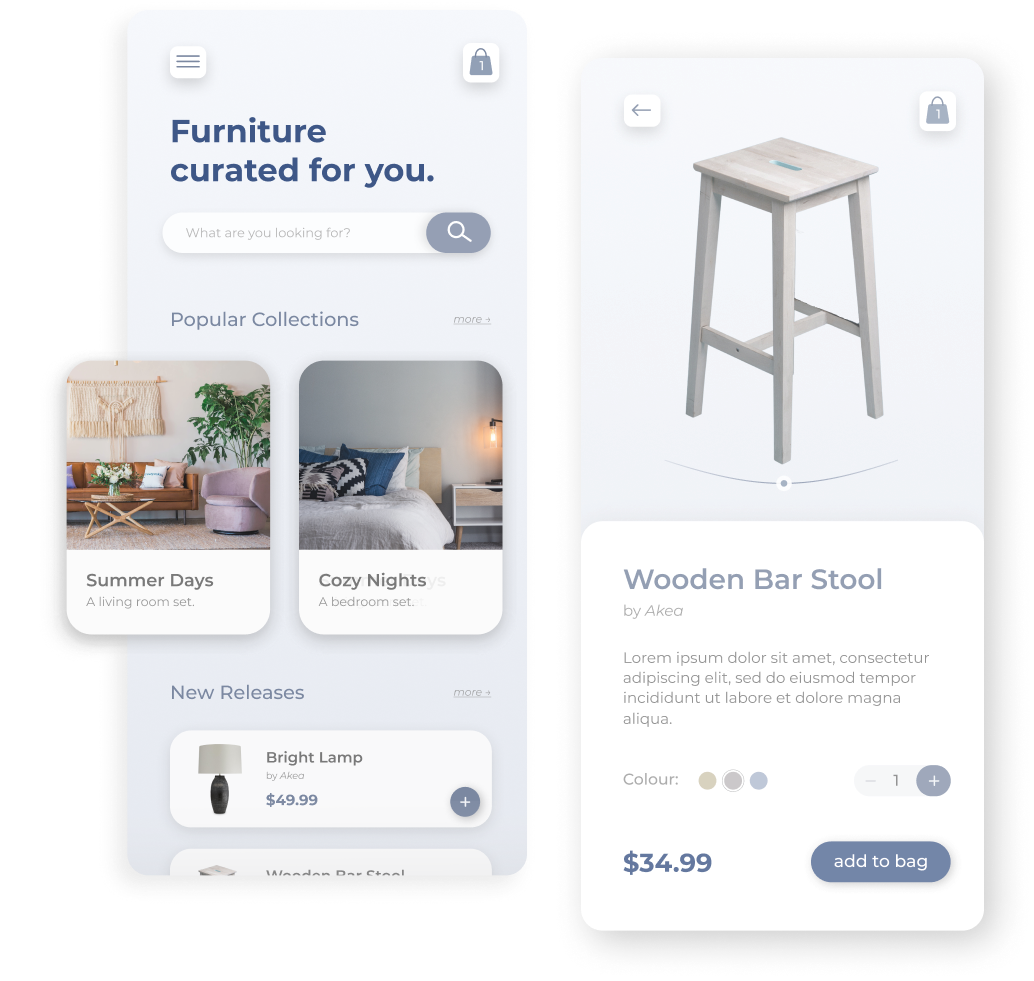 1
Furniture
curated for you.
What are you looking for?
Popular Collections
more →
Summer Days
A living room set.
Cozy Nights
A bedroom set.
New Releases
more →
Bright Lamp
by Akea
$49.99
+
Wooden Bar Stool
1
Wooden Bar Stool
by Akea
Lorem ipsum dolor sit amet, consectetur
adipiscing elit, sed do eiusmod tempor
incididunt ut labore et dolore magna
aliqua.
Colour:
− 1 +
$34.99
add to bag